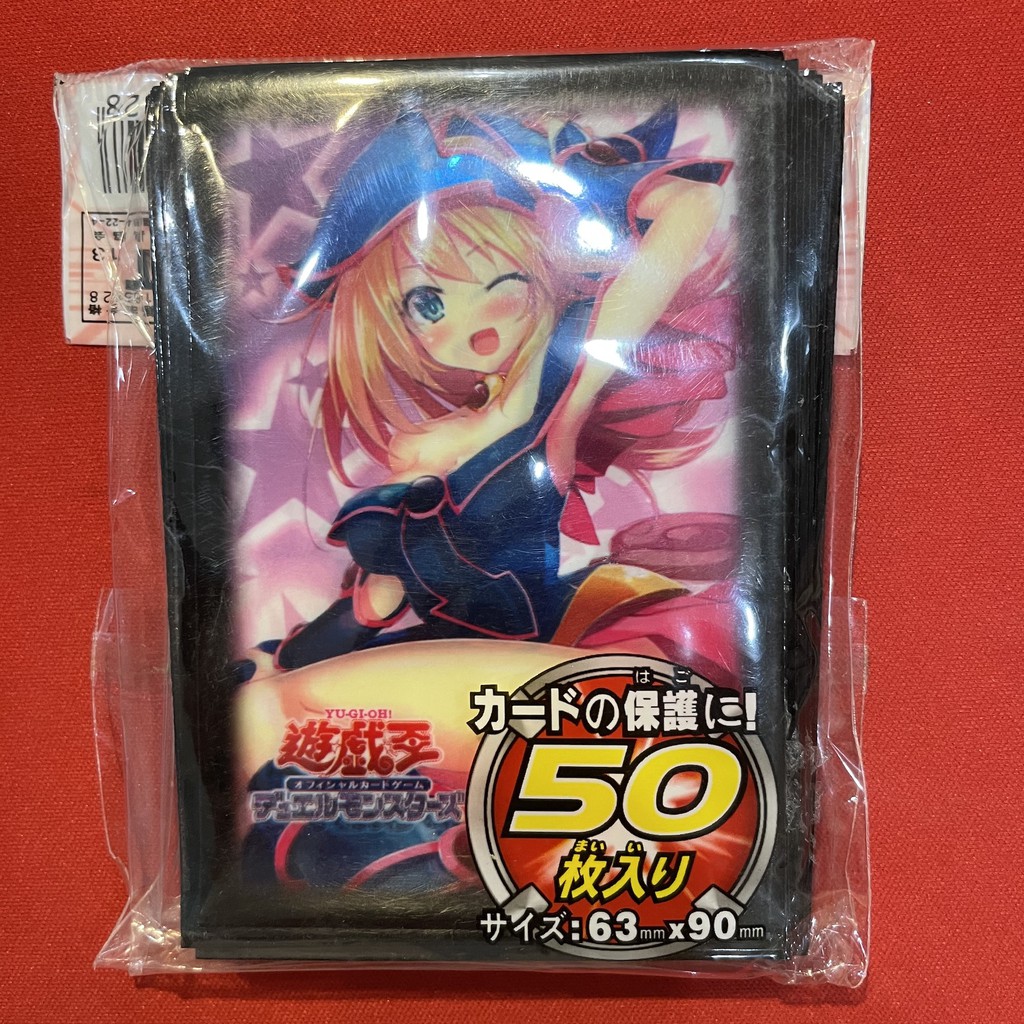 カードの保護に!
はご
50
まい い
枚入り
サイズ:63mm×90mm
YU-GI-OH!
遊戯王
オフィシャルカードゲーム
デュエルモンスターズ